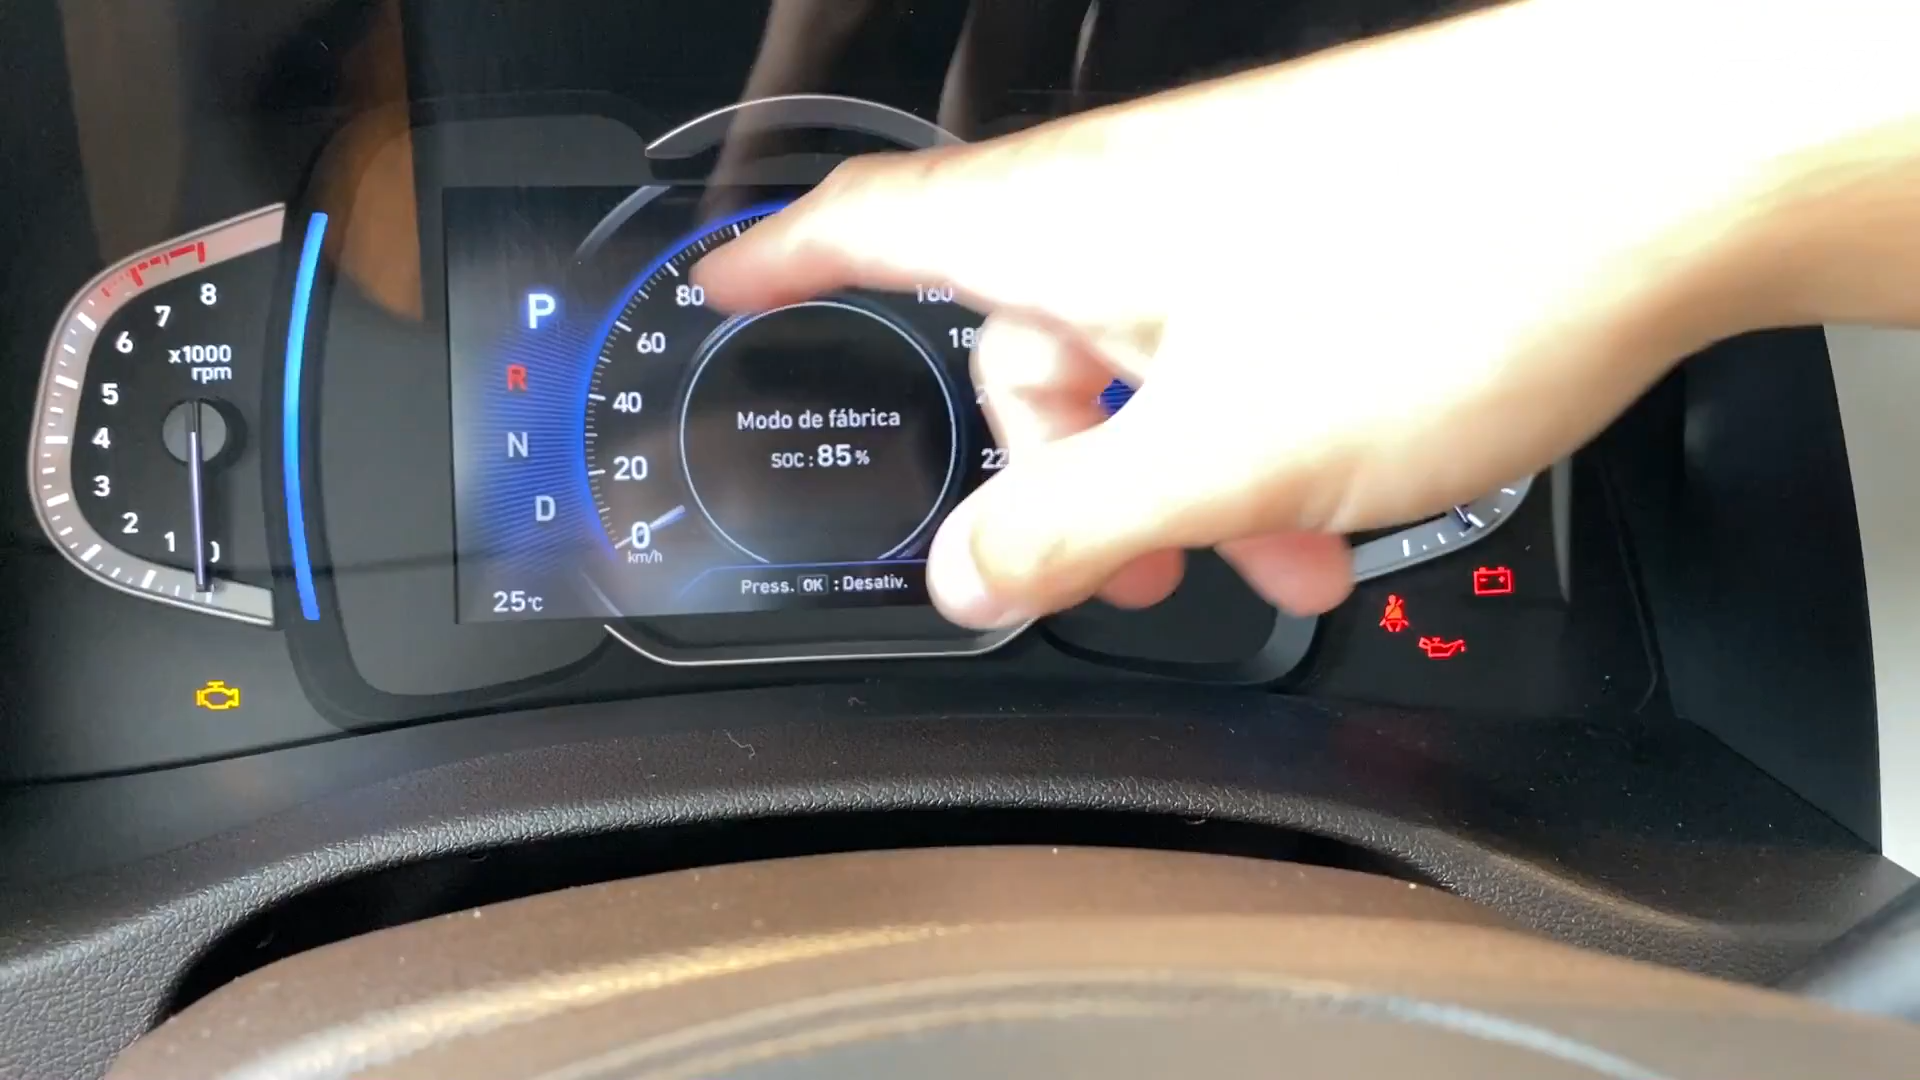 8
7
6
5
4
3
2
1
x1000
rpm
P
R
N
D
25℃
80
60
40
20
0
km/h
160
Modo de fábrica
SOC : 85 %
Press. OK : Desativ.